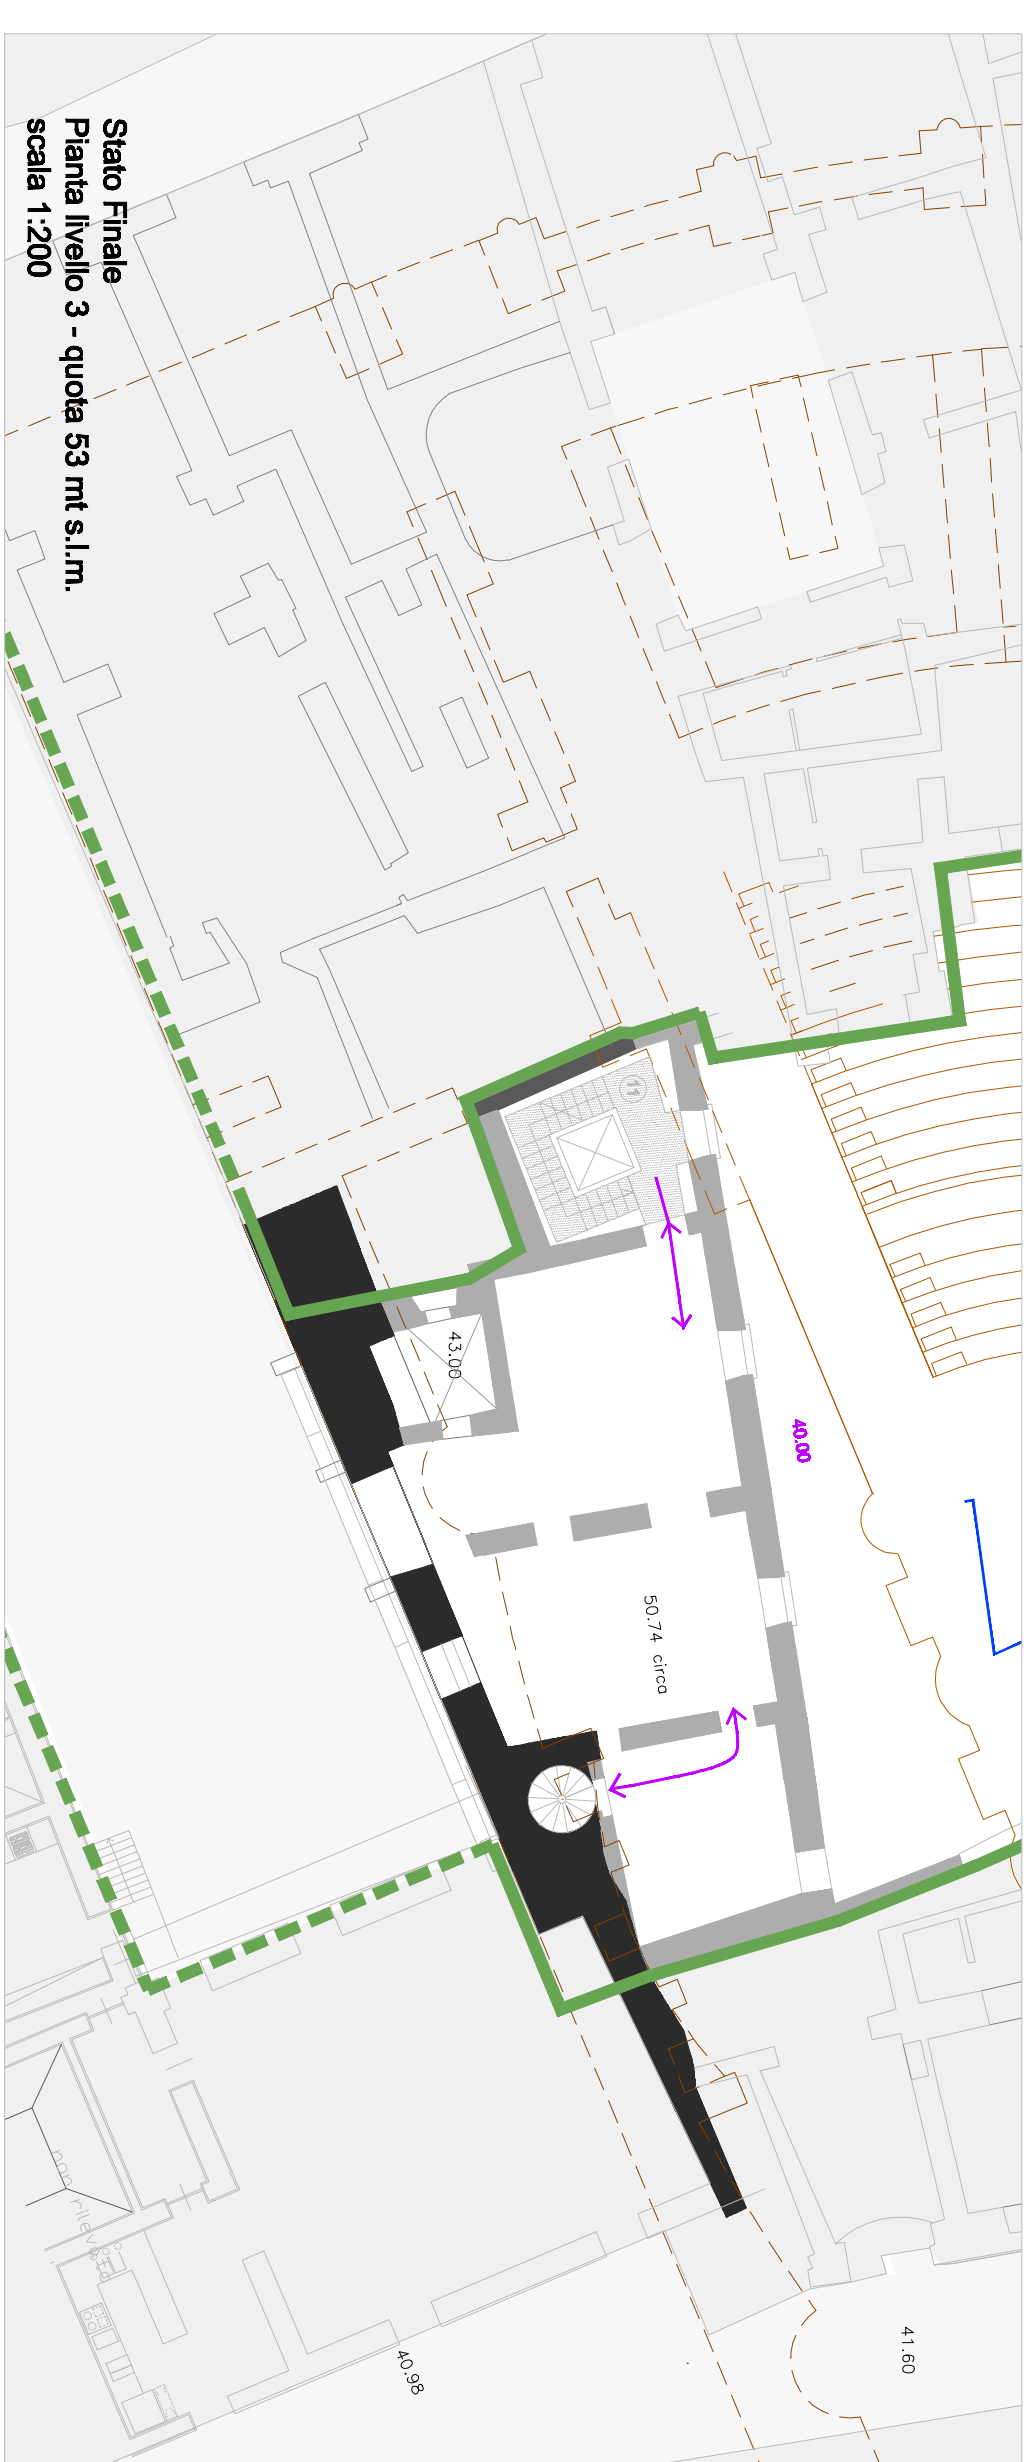 Stato Finale
Pianta livello 3 - quota 53 mt s.l.m.
scala 1:200
11
43.00
40.00
50.74 circa
non rilevato
40.98
41.60